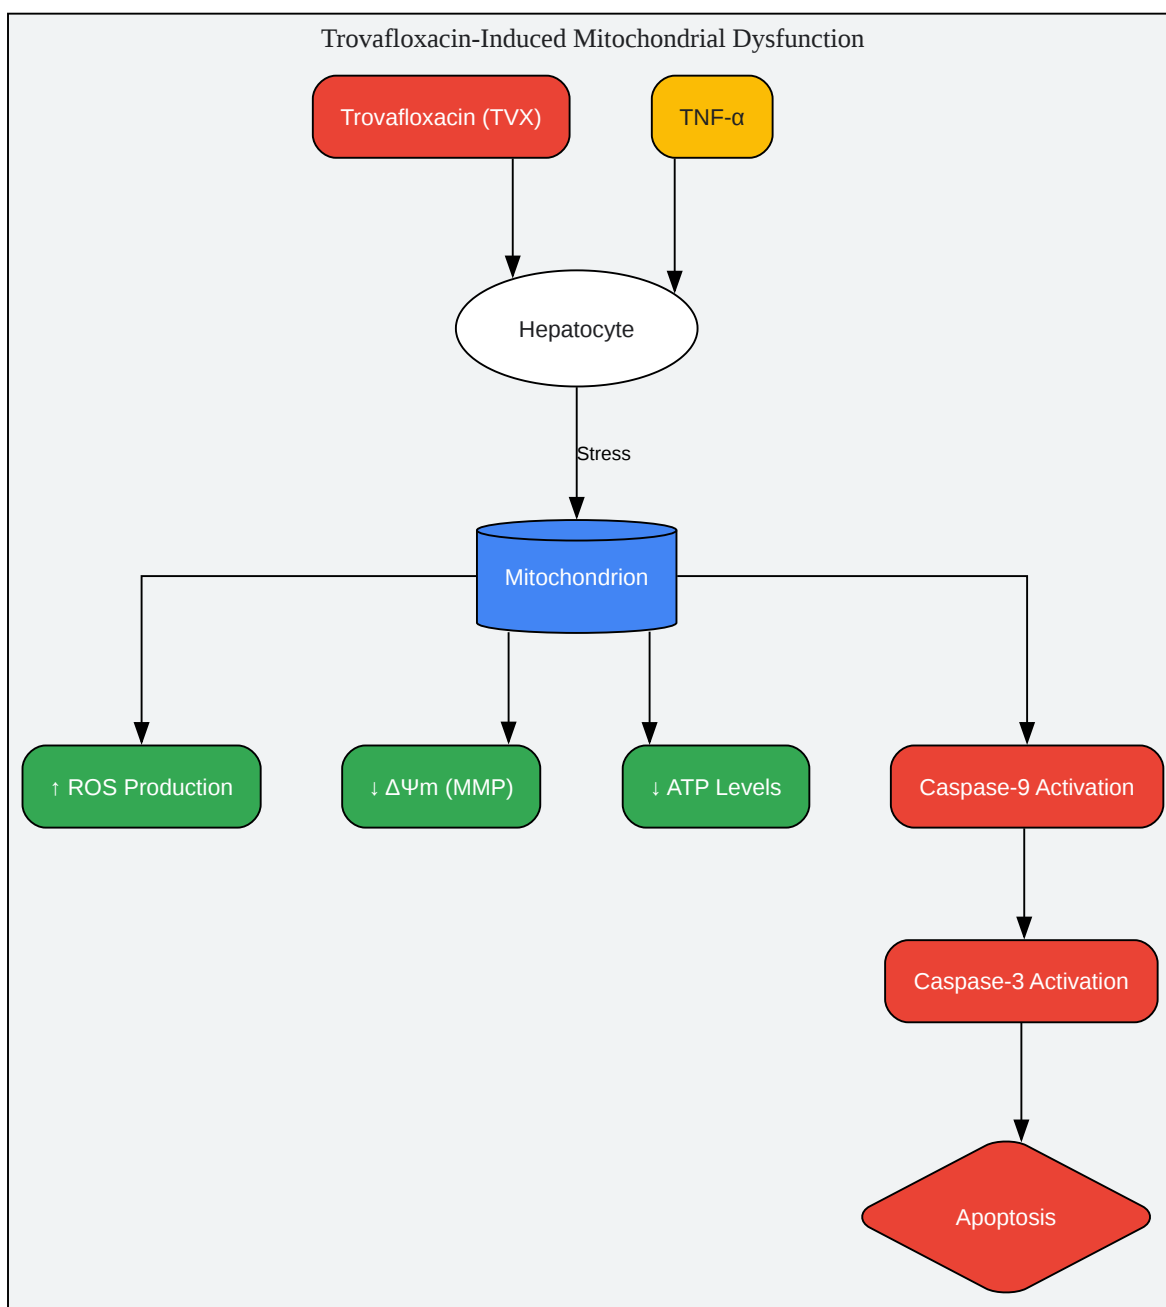 Trovafloxacin-Induced Mitochondrial Dysfunction
Trovafloxacin (TVX)
TNF-α
Hepatocyte
Stress
Mitochondrion
↑ ROS Production
↓ ΔΨm (MMP)
↓ ATP Levels
Caspase-9 Activation
Caspase-3 Activation
Apoptosis